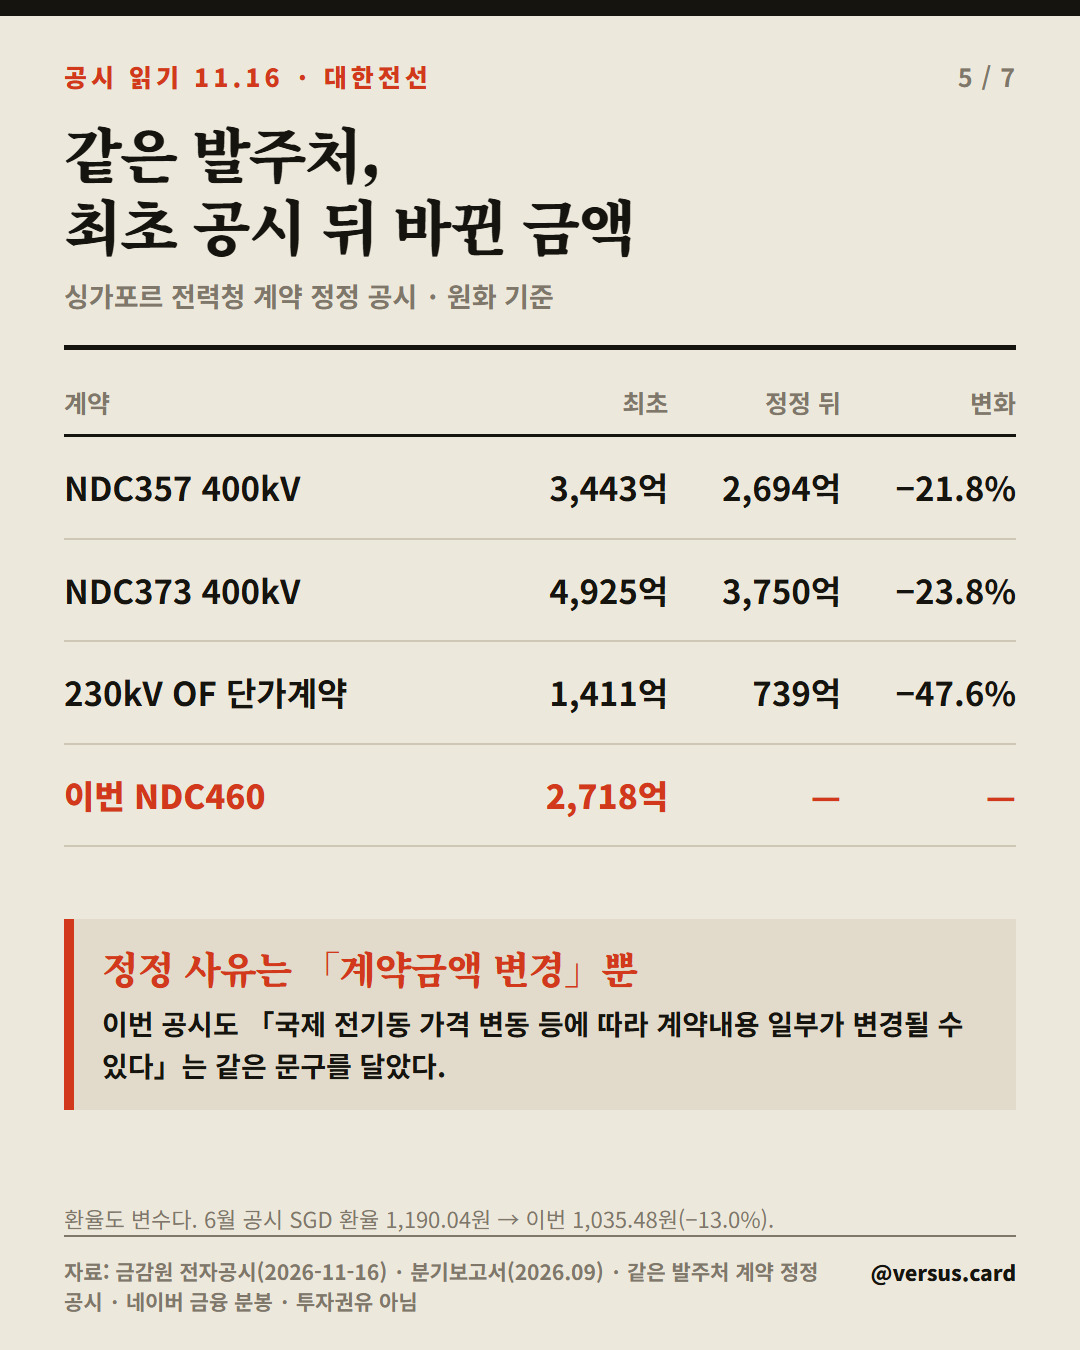 공시 읽기 11.16 · 대한전선
5 / 7
같은 발주처,
최초 공시 뒤 바뀐 금액
싱가포르 전력청 계약 정정 공시 · 원화 기준
계약 최초 정정 뒤 변화
NDC357 400kV 3,443억 2,694억 −21.8%
NDC373 400kV 4,925억 3,750억 −23.8%
230kV OF 단가계약 1,411억 739억 −47.6%
이번 NDC460 2,718억 — —
정정 사유는 「계약금액 변경」뿐
이번 공시도 「국제 전기동 가격 변동 등에 따라 계약내용 일부가 변경될 수
있다」는 같은 문구를 달았다.
환율도 변수다. 6월 공시 SGD 환율 1,190.04원 → 이번 1,035.48원(−13.0%).
자료: 금감원 전자공시(2026-11-16) · 분기보고서(2026.09) · 같은 발주처 계약 정정
공시 · 네이버 금융 분봉 · 투자권유 아님
@versus.card